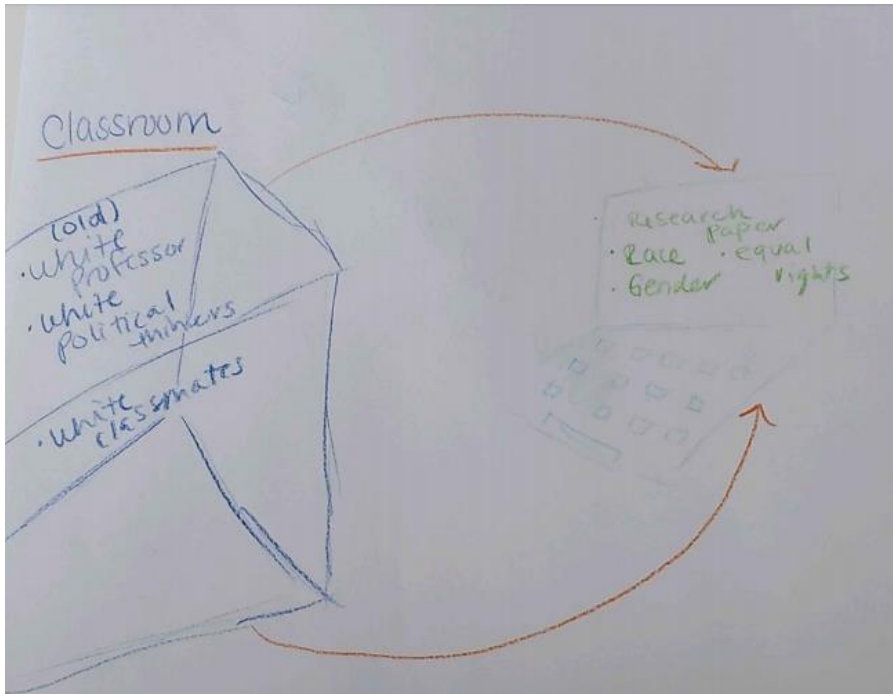 Classroom
(old)
• White
professor
• White
political
thinkers
• White
classmates
• Research
paper
• Race • equal
• Gender rights